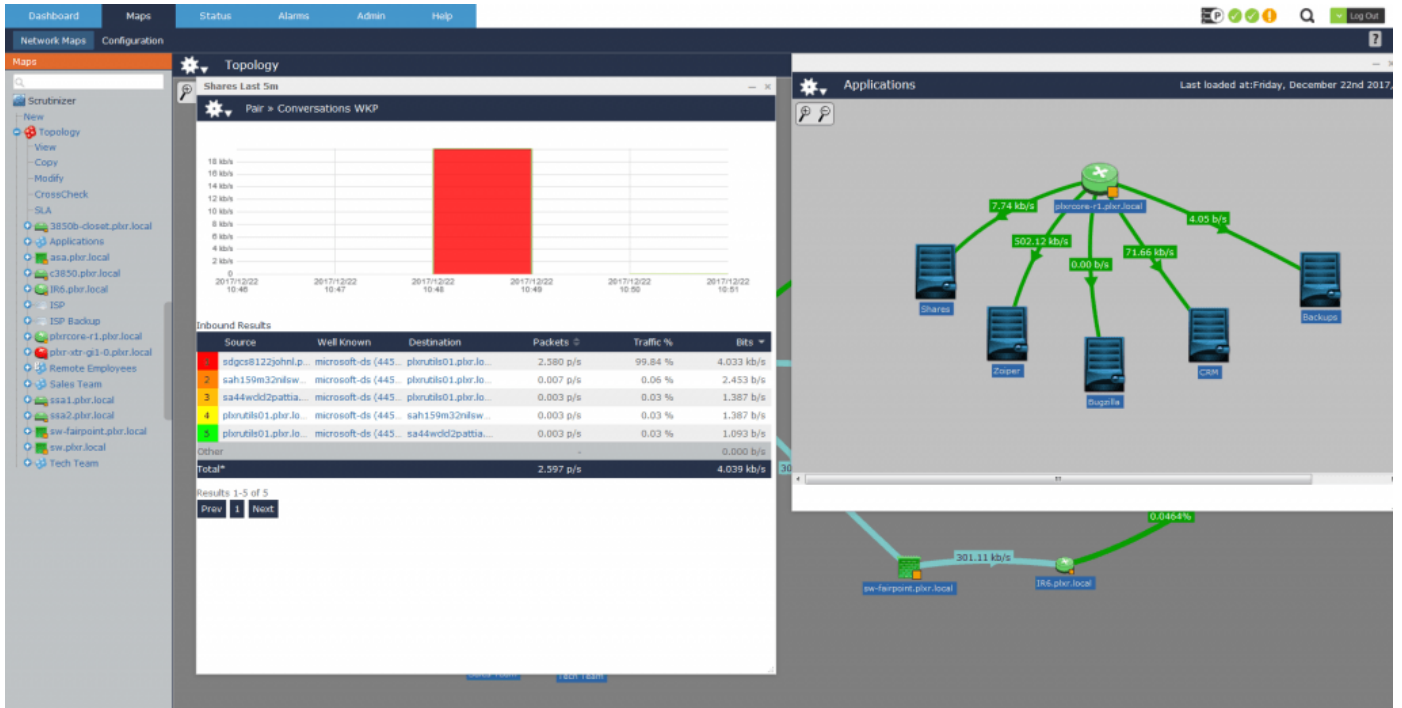 Dashboard Maps Status Alarms Admin Help P Log Out
Network Maps Configuration ?
Maps
Scrutinizer
New
Topology
View
Copy
Modify
CrossCheck
SLA
3850b-closet.plxr.local
Applications
asa.plxr.local
c3850.plxr.local
IR6.plxr.local
ISP
ISP Backup
plxrcore-r1.plxr.local
plxr-xtr-gi1-0.plxr.local
Remote Employees
Sales Team
ssa1.plxr.local
ssa2.plxr.local
sw-fairpoint.plxr.local
sw.plxr.local
Tech Team
Topology
Shares Last 5m
Pair » Conversations WKP
18 kb/s
16 kb/s
14 kb/s
12 kb/s
10 kb/s
8 kb/s
6 kb/s
4 kb/s
2 kb/s
0
2017/12/22 2017/12/22 2017/12/22 2017/12/22 2017/12/22 2017/12/22
10:46 10:47 10:48 10:49 10:50 10:51
Inbound Results
Source Well Known Destination Packets Traffic % Bits
sdgcs8122johnl.p... microsoft-ds (445... plxrutils01.plxr.lo... 2.580 p/s 99.84 % 4.033 kb/s
2 sah159m32nilsw... microsoft-ds (445... plxrutils01.plxr.lo... 0.007 p/s 0.06 % 2.453 b/s
3 sa44wcld2pattia... microsoft-ds (445... plxrutils01.plxr.lo... 0.003 p/s 0.03 % 1.387 b/s
4 plxrutils01.plxr.lo... microsoft-ds (445... sah159m32nilsw... 0.003 p/s 0.03 % 1.387 b/s
5 plxrutils01.plxr.lo... microsoft-ds (445... sa44wcld2pattia.... 0.003 p/s 0.03 % 1.093 b/s
Other - 0.000 b/s
Total* 2.597 p/s 4.039 kb/s
Results 1-5 of 5
Prev 1 Next
Applications Last loaded at:Friday, December 22nd 2017,
plxrcore-r1.plxr.local
7.74 kb/s
4.05 b/s
502.12 kb/s
71.66 kb/s
0.00 b/s
Shares
Backups
Zoiper
CRM
Bugzilla
30
0.0464%
301.11 kb/s
sw-fairpoint.plxr.local
IR6.plxr.local
Tech Team